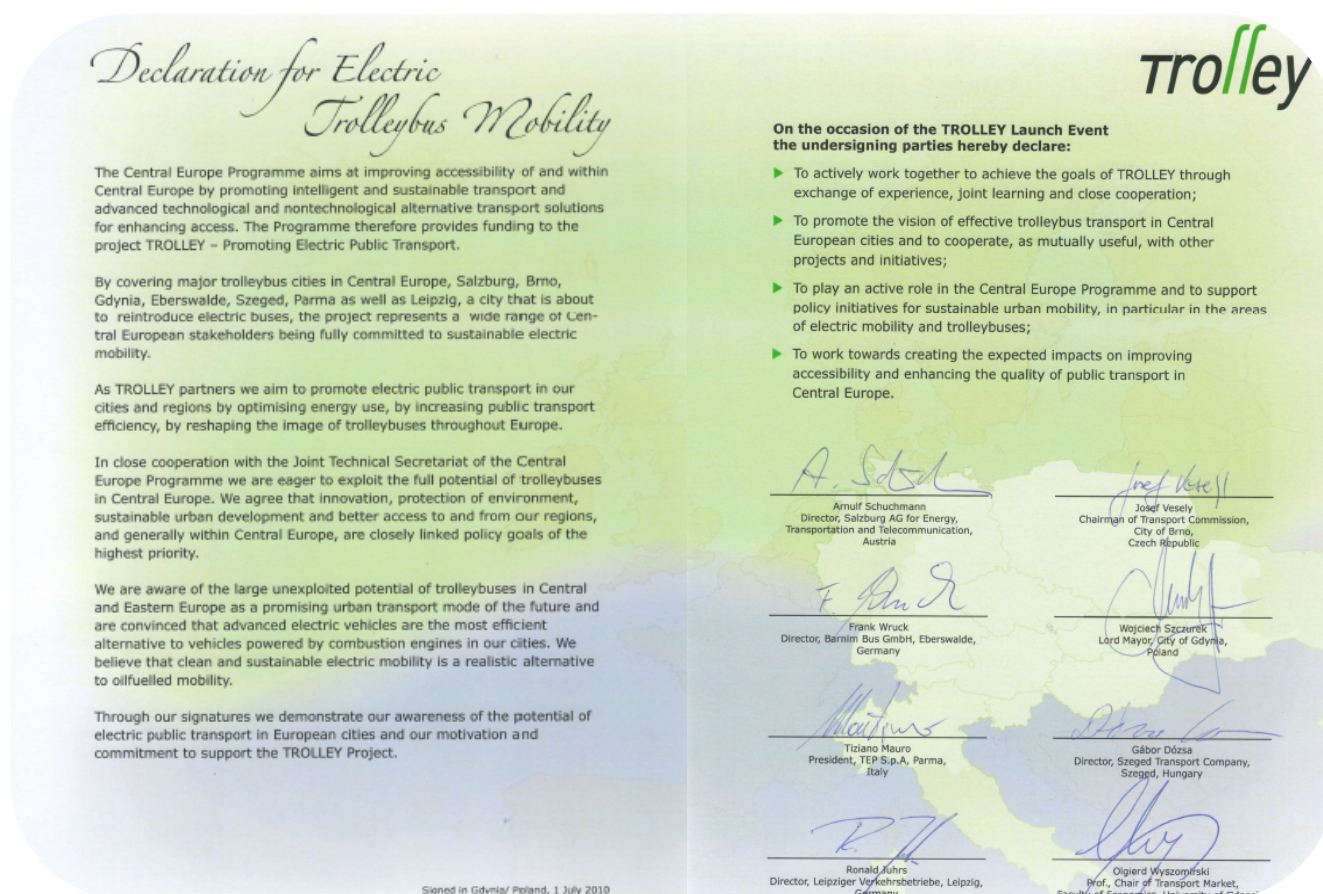 Declaration for Electric
Trolleybus Mobility
The Central Europe Programme aims at improving accessibility of and within
Central Europe by promoting intelligent and sustainable transport and
advanced technological and nontechnological alternative transport solutions
for enhancing access. The Programme therefore provides funding to the
project TROLLEY – Promoting Electric Public Transport.
By covering major trolleybus cities in Central Europe, Salzburg, Brno,
Gdynia, Eberswalde, Szeged, Parma as well as Leipzig, a city that is about
to reintroduce electric buses, the project represents a wide range of Cen-
tral European stakeholders being fully committed to sustainable electric
mobility.
As TROLLEY partners we aim to promote electric public transport in our
cities and regions by optimising energy use, by increasing public transport
efficiency, by reshaping the image of trolleybuses throughout Europe.
In close cooperation with the Joint Technical Secretariat of the Central
Europe Programme we are eager to exploit the full potential of trolleybuses
in Central Europe. We agree that innovation, protection of environment,
sustainable urban development and better access to and from our regions,
and generally within Central Europe, are closely linked policy goals of the
highest priority.
We are aware of the large unexploited potential of trolleybuses in Central
and Eastern Europe as a promising urban transport mode of the future and
are convinced that advanced electric vehicles are the most efficient
alternative to vehicles powered by combustion engines in our cities. We
believe that clean and sustainable electric mobility is a realistic alternative
to oilfuelled mobility.
Through our signatures we demonstrate our awareness of the potential of
electric public transport in European cities and our motivation and
commitment to support the TROLLEY Project.
Signed in Gdynia/ Poland, 1 July 2010
Trolley
On the occasion of the TROLLEY Launch Event
the undersigning parties hereby declare:
To actively work together to achieve the goals of TROLLEY through
exchange of experience, joint learning and close cooperation;
To promote the vision of effective trolleybus transport in Central
European cities and to cooperate, as mutually useful, with other
projects and initiatives;
To play an active role in the Central Europe Programme and to support
policy initiatives for sustainable urban mobility, in particular in the areas
of electric mobility and trolleybuses;
To work towards creating the expected impacts on improving
accessibility and enhancing the quality of public transport in
Central Europe.
Arnulf Schuchmann
Director, Salzburg AG for Energy,
Transportation and Telecommunication,
Austria
Josef Vesely
Josef Vesely
Chairman of Transport Commission,
City of Brno,
Czech Republic
Frank Wruck
Director, Barnim Bus GmbH, Eberswalde,
Germany
Wojciech Szczurek
Lord Mayor, City of Gdynia,
Poland
Tiziano Mauro
President, TEP S.p.A, Parma,
Italy
Gábor Dózsa
Director, Szeged Transport Company,
Szeged, Hungary
Ronald Juhrs
Director, Leipziger Verkehrsbetriebe, Leipzig,
Germany
Olgierd Wyszomirski
Prof., Chair of Transport Market,
Faculty of Economics, University of Gdansk